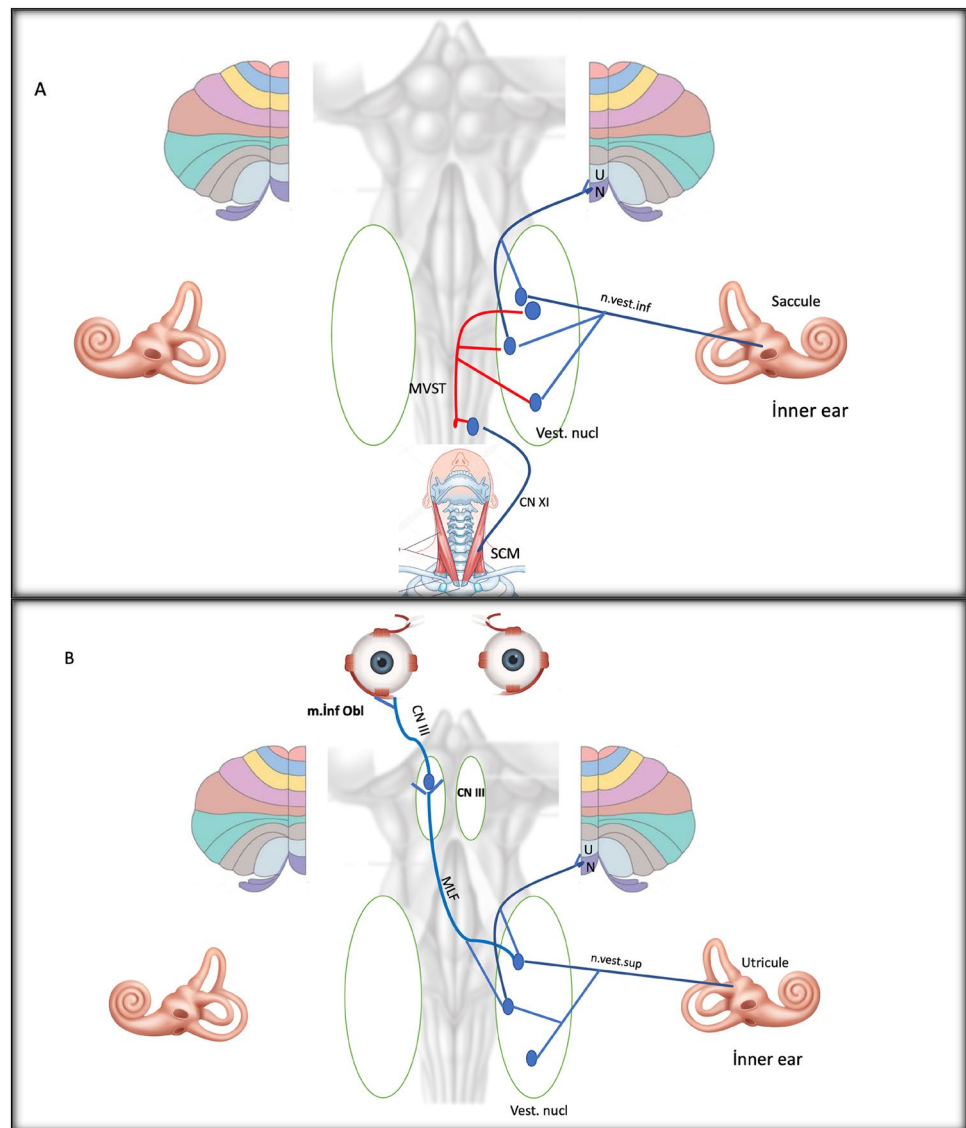 A
U
N
n.vest.inf
Saccule
MVST
İnner ear
Vest. nucl
CN XI
SCM
B
m.İnf Obl
CN III
CN III
U
N
MLF
n.vest.sup
Utricule
İnner ear
Vest. nucl